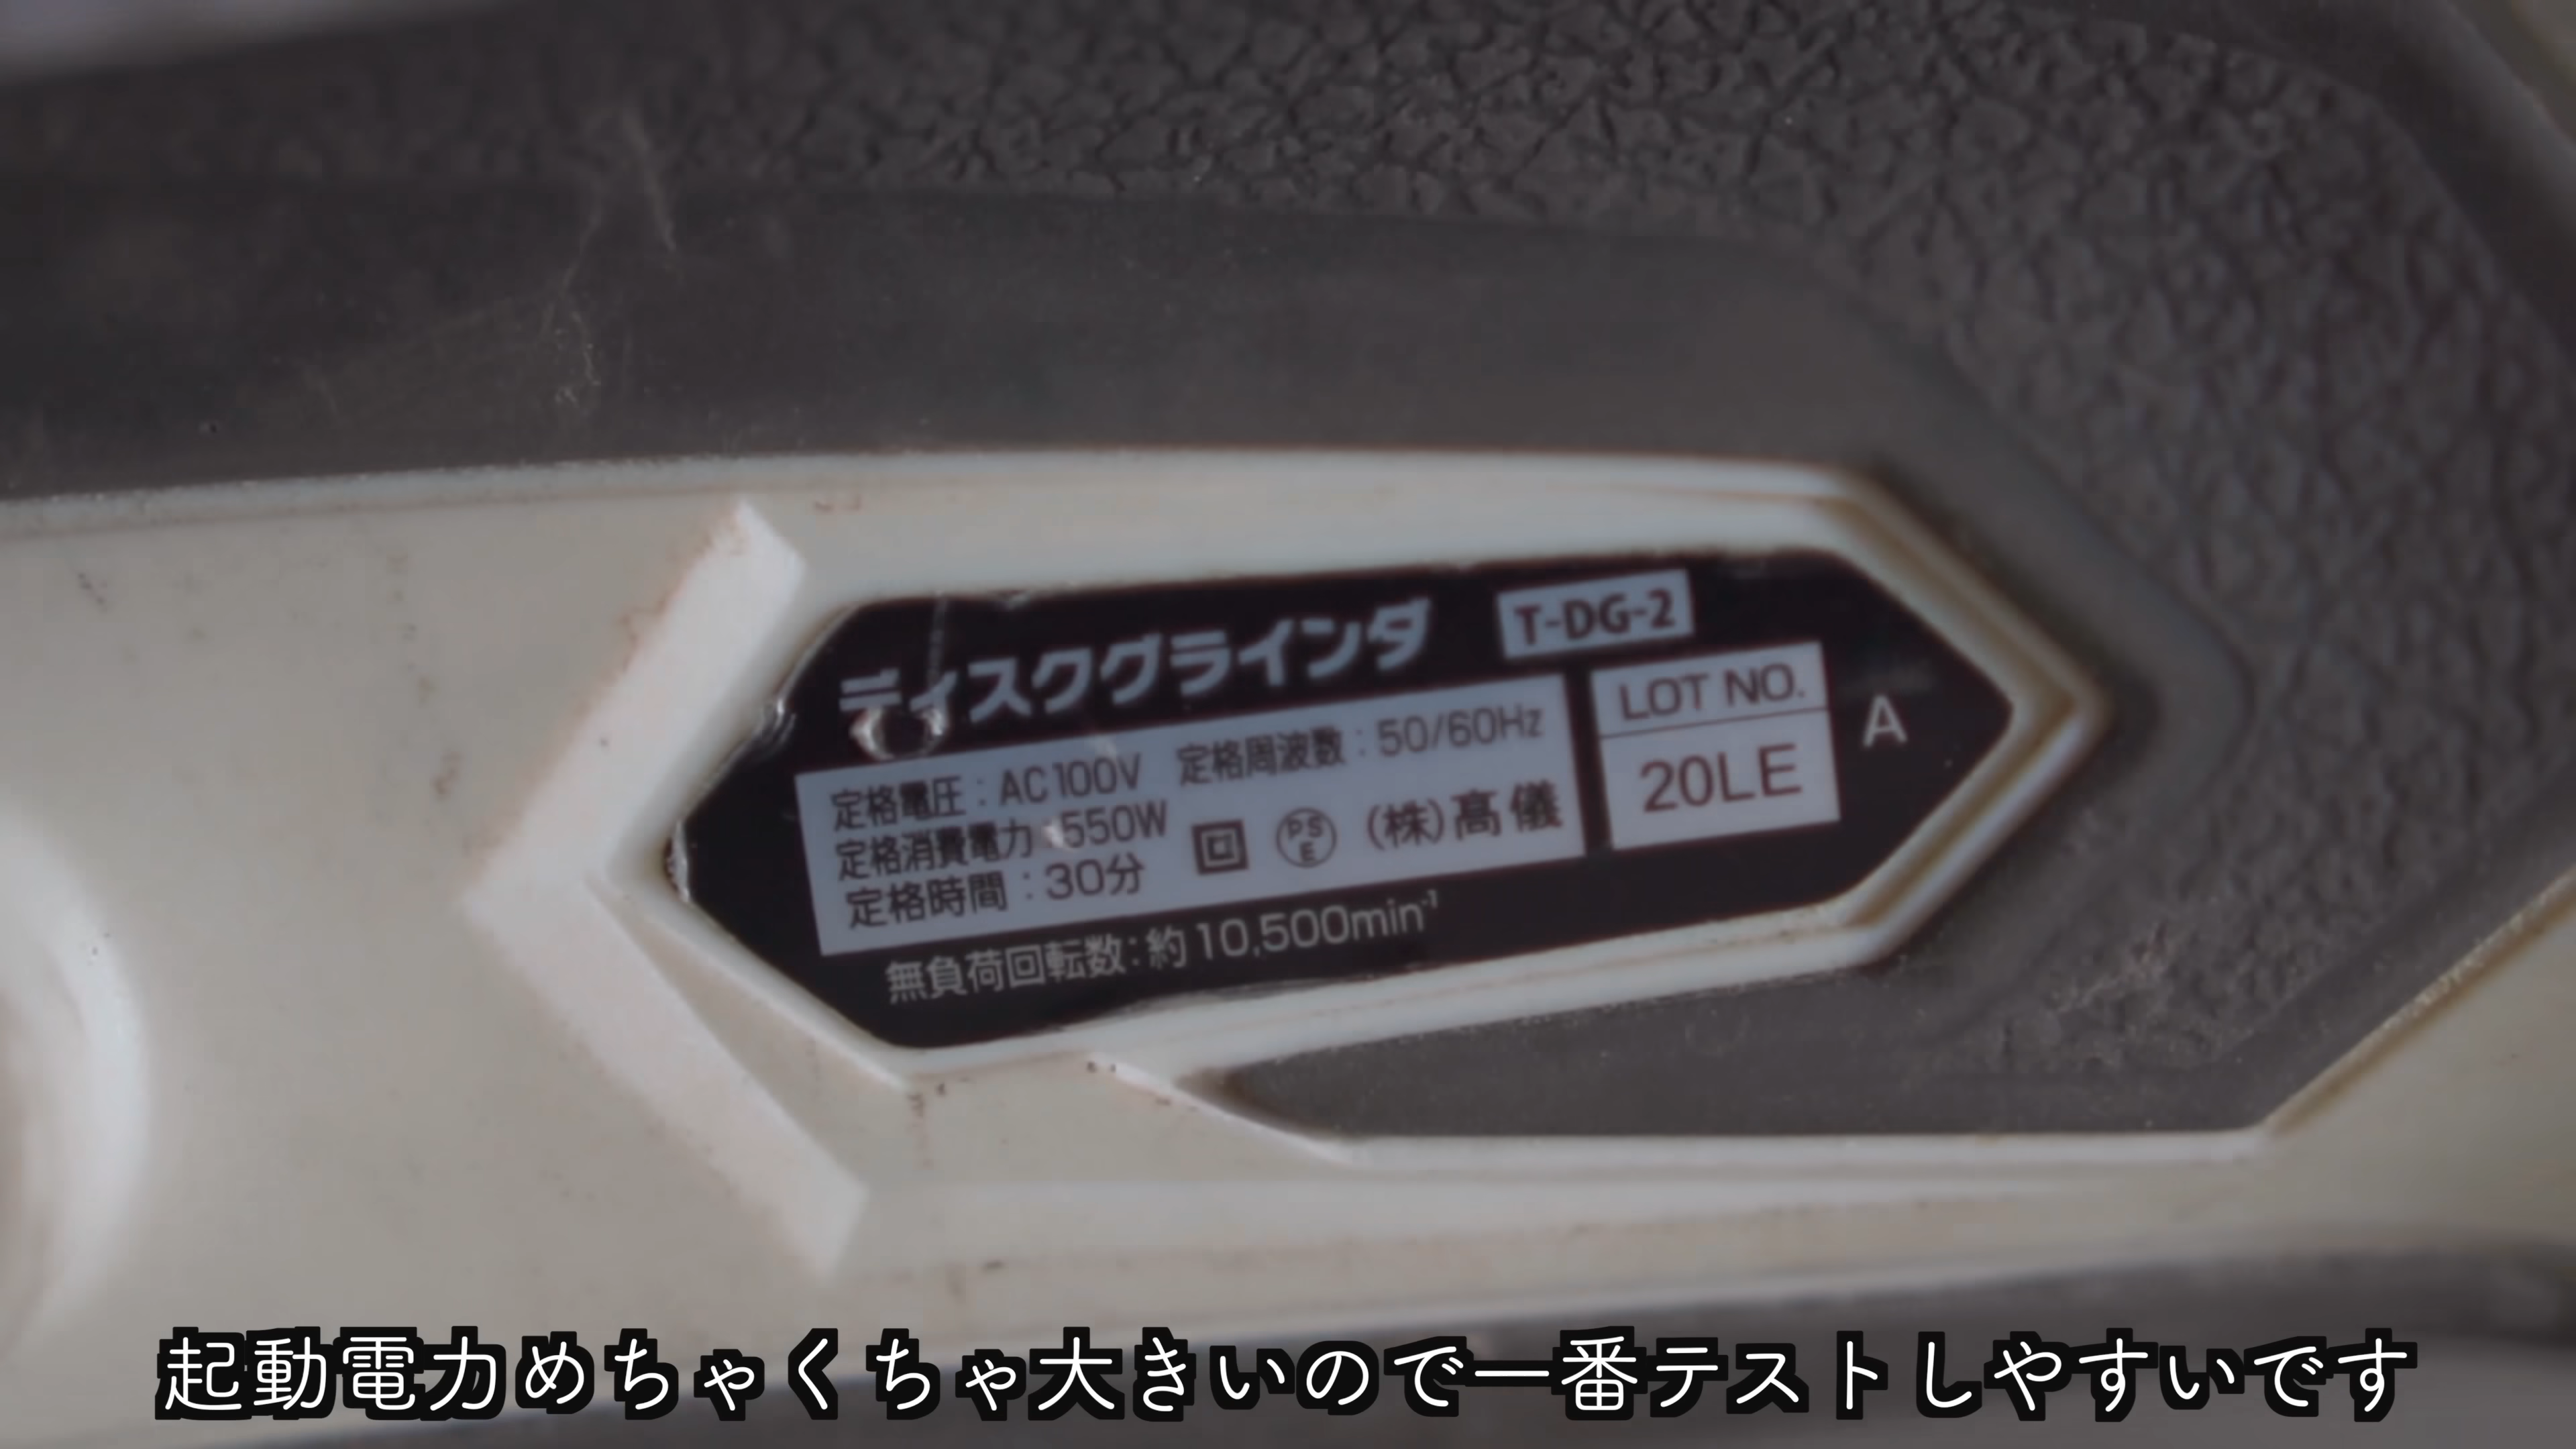 ディスクグラインダ T-DG-2
定格電圧：AC100V 定格周波数：50/60Hz
定格消費電力：550W
定格時間：30分
PS
E
(株)高儀
LOT NO.
20LE
A
無負荷回転数：約10,500min⁻¹
起動電力めちゃくちゃ大きいので一番テストしやすいです